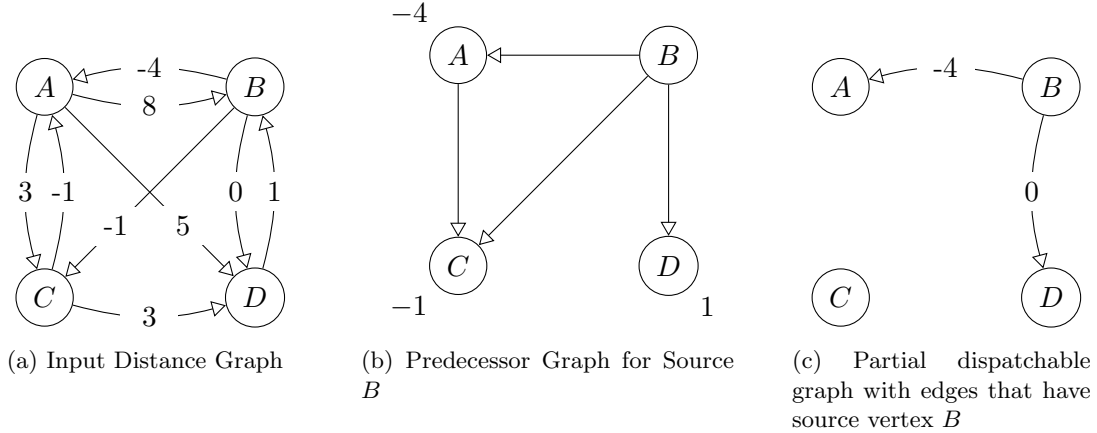 A
B
C
D
-4
8
3
-1
0
1
-1
5
3
(a) Input Distance Graph
−4
A
B
C
D
−1
1
(b) Predecessor Graph for Source
B
A
-4
B
0
C
D
(c) Partial dispatchable
graph with edges that have
source vertex B